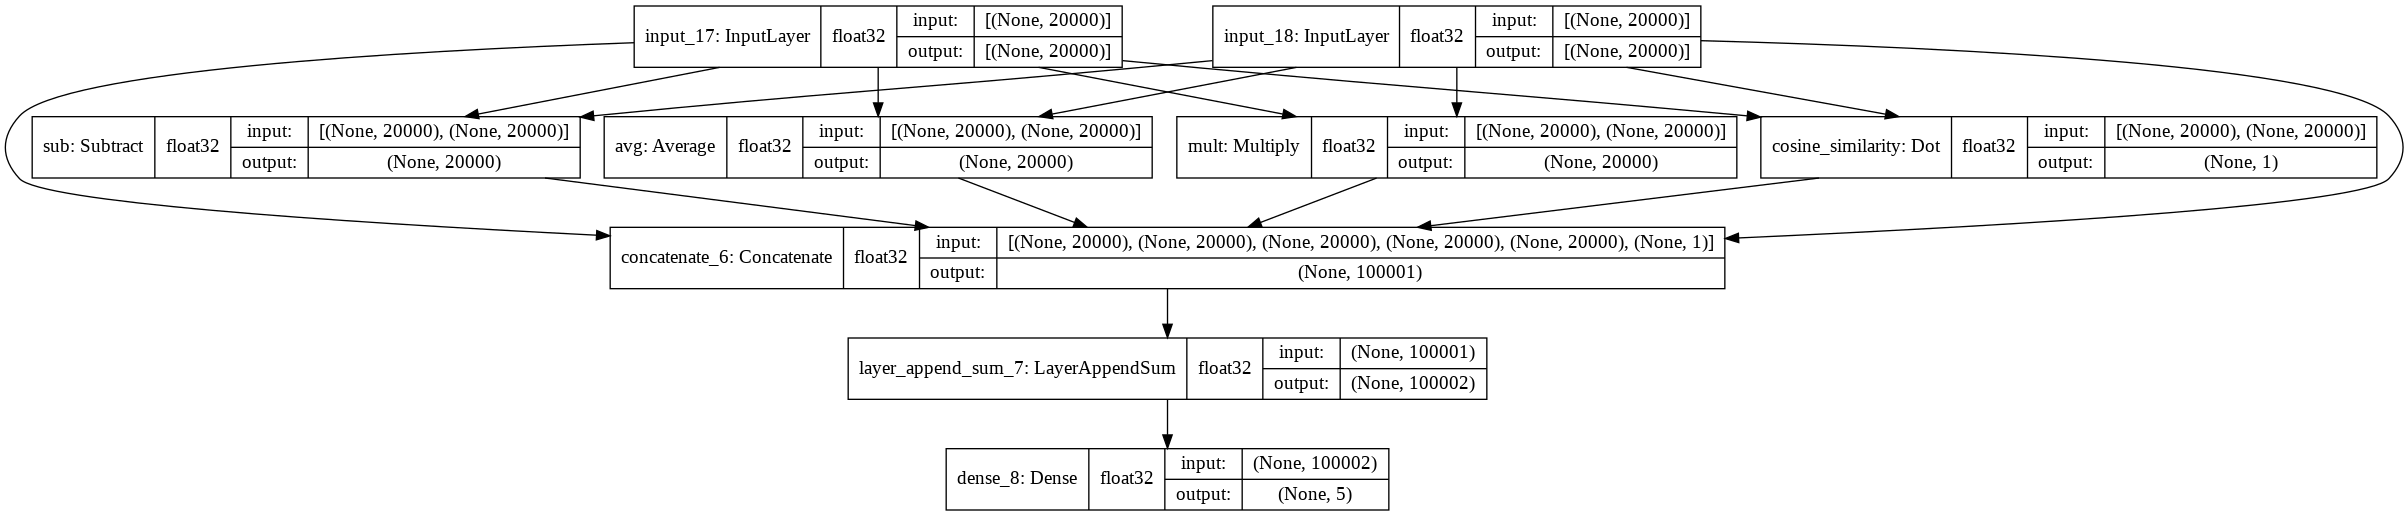 input_17: InputLayer
float32
input:
[(None, 20000)]
output:
[(None, 20000)]
input_18: InputLayer
float32
input:
[(None, 20000)]
output:
[(None, 20000)]
sub: Subtract
float32
input:
[(None, 20000), (None, 20000)]
output:
(None, 20000)
avg: Average
float32
input:
[(None, 20000), (None, 20000)]
output:
(None, 20000)
mult: Multiply
float32
input:
[(None, 20000), (None, 20000)]
output:
(None, 20000)
cosine_similarity: Dot
float32
input:
[(None, 20000), (None, 20000)]
output:
(None, 1)
concatenate_6: Concatenate
float32
input:
[(None, 20000), (None, 20000), (None, 20000), (None, 20000), (None, 20000), (None, 1)]
output:
(None, 100001)
layer_append_sum_7: LayerAppendSum
float32
input:
(None, 100001)
output:
(None, 100002)
dense_8: Dense
float32
input:
(None, 100002)
output:
(None, 5)